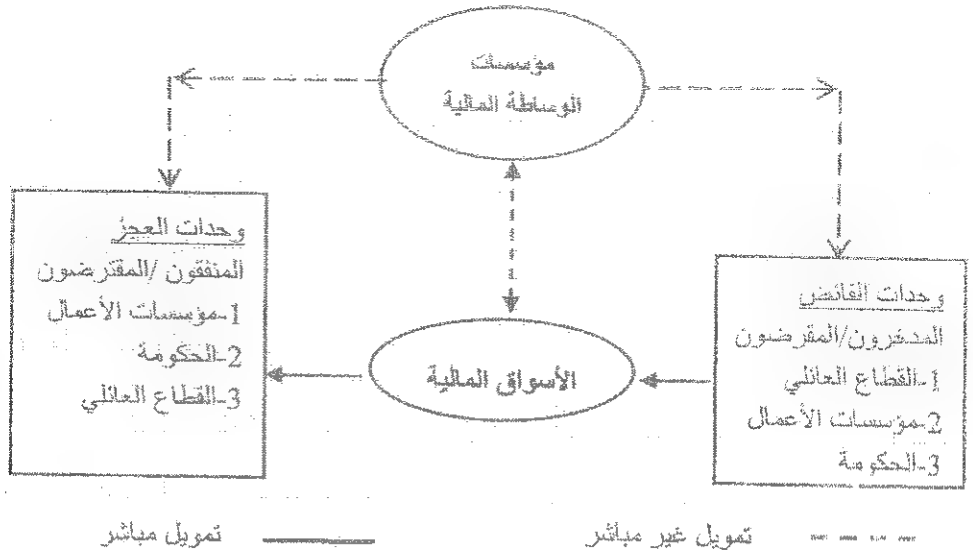 مؤسسات
الوساطة المالية
وحدات العجز
المنفقون /المقترضون
1-مؤسسات الأعمال
2-الحكومة
3-القطاع العائلي
الأسواق المالية
وحدات الفائض
المدخرون/المقرضون
1-القطاع العائلي
2-مؤسسات الأعمال
3-الحكومة
تمويل غير مباشر
تمويل مباشر